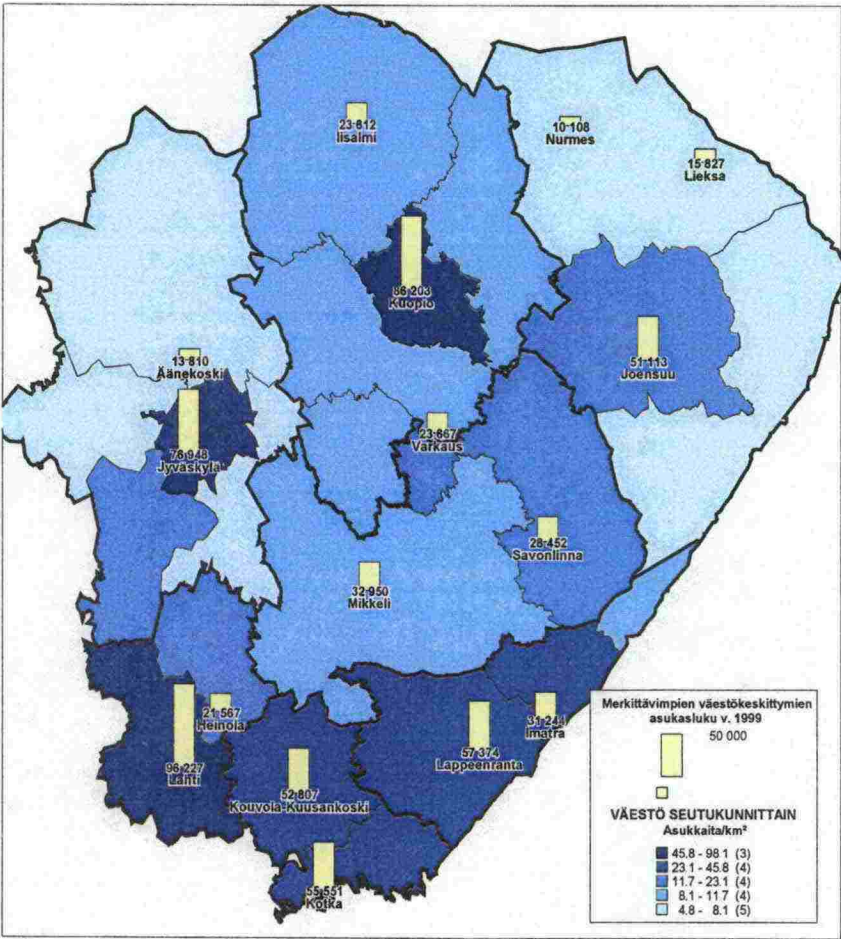 23 812
Iisalmi
10 108
Nurmes
15 827
Lieksa
86 203
Kuopio
51 113
Joensuu
13 810
Äänekoski
76 948
Jyväskylä
23 667
Varkaus
28 452
Savonlinna
32 950
Mikkeli
21 567
Heinola
96 227
Lahti
52 807
Kouvola-Kuusankoski
57 374
Lappeenranta
31 244
Imatra
55 551
Kotka
Merkittävimpien väestökeskittymien
asukasluku v. 1999
50 000
VÄESTÖ SEUTUKUNNITTAIN
Asukkaita/km²
45.8 - 98.1 (3)
23.1 - 45.8 (4)
11.7 - 23.1 (4)
8.1 - 11.7 (4)
4.8 - 8.1 (5)